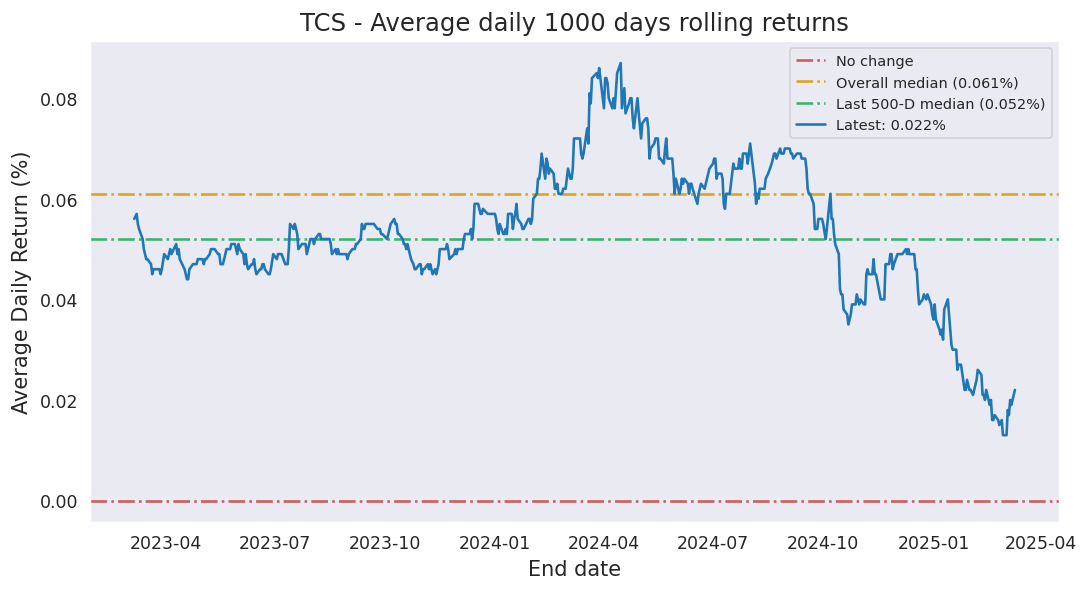 TCS - Average daily 1000 days rolling returns
No change
Overall median (0.061%)
Last 500-D median (0.052%)
Latest: 0.022%
Average Daily Return (%)
0.08
0.06
0.04
0.02
0.00
2023-04 2023-07 2023-10 2024-01 2024-04 2024-07 2024-10 2025-01 2025-04
End date